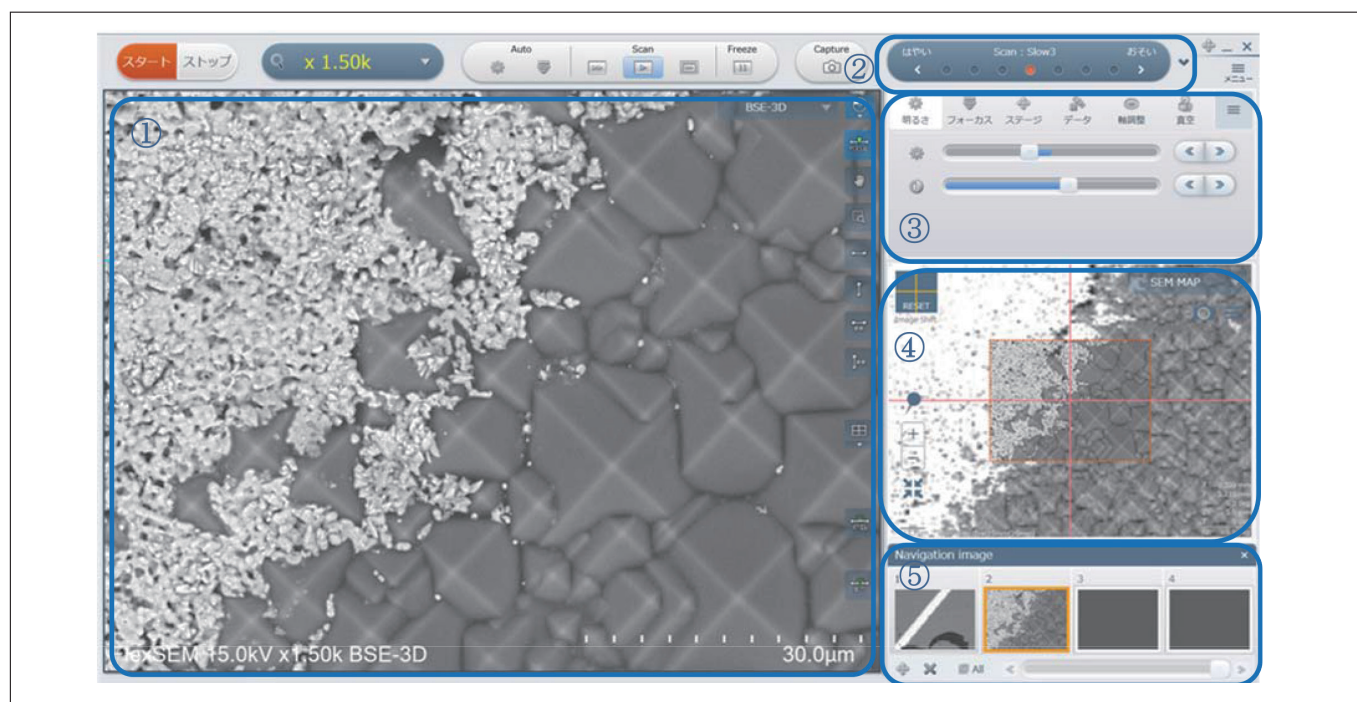 スタート ストップ
x 1.50k
Auto
Scan
Freeze
Capture
②
はやい Scan : Slow3 おそい
メニュー
①
BSE-3D
明るさ フォーカス ステージ データ 軸調整 真空
③
RESET
Image Shift
SEM MAP
④
Navigation image
⑤
1 2 3 4
All
FlexSEM 15.0kV x1.50k BSE-3D 30.0μm